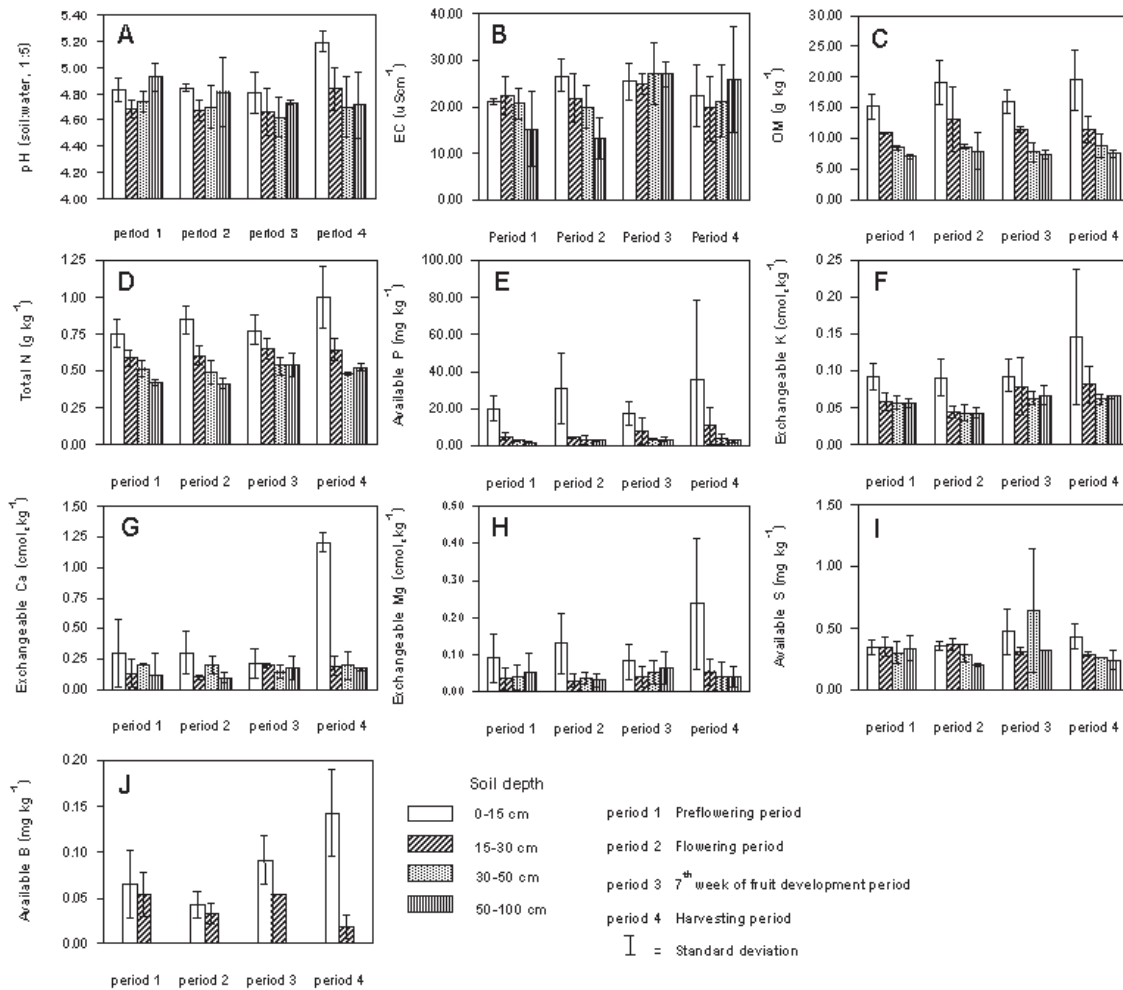 A
pH (soil:water, 1:5)
5.40
5.20
5.00
4.80
4.60
4.40
4.20
4.00
period 1 period 2 period 3 period 4
B
EC (uSom⁻¹)
40.00
30.00
20.00
10.00
0.00
Period 1 Period 2 Period 3 Period 4
C
OM (g kg⁻¹)
30.00
25.00
20.00
15.00
10.00
5.00
0.00
period 1 period 2 period 3 period 4
D
Total N (g kg⁻¹)
1.25
1.00
0.75
0.50
0.25
0.00
period 1 period 2 period 3 period 4
E
Available P (mg kg⁻¹)
100.00
80.00
60.00
40.00
20.00
0.00
period 1 period 2 period 3 period 4
F
Exchangeable K (cmolckg⁻¹)
0.25
0.20
0.15
0.10
0.05
0.00
period 1 period 2 period 3 period 4
G
Exchangeable Ca (cmolckg⁻¹)
1.50
1.25
1.00
0.75
0.50
0.25
0.00
period 1 period 2 period 3 period 4
H
Exchangeable Mg (cmolckg⁻¹)
0.50
0.40
0.30
0.20
0.10
0.00
period 1 period 2 period 3 period 4
I
Available S (mg kg⁻¹)
1.50
1.00
0.50
0.00
period 1 period 2 period 3 period 4
J
Available B (mg kg⁻¹)
0.20
0.15
0.10
0.05
0.00
period 1 period 2 period 3 period 4
Soil depth
0-15 cm
15-30 cm
30-50 cm
50-100 cm
period 1 Preflowering period
period 2 Flowering period
period 3 7th week of fruit development period
period 4 Harvesting period
= Standard deviation